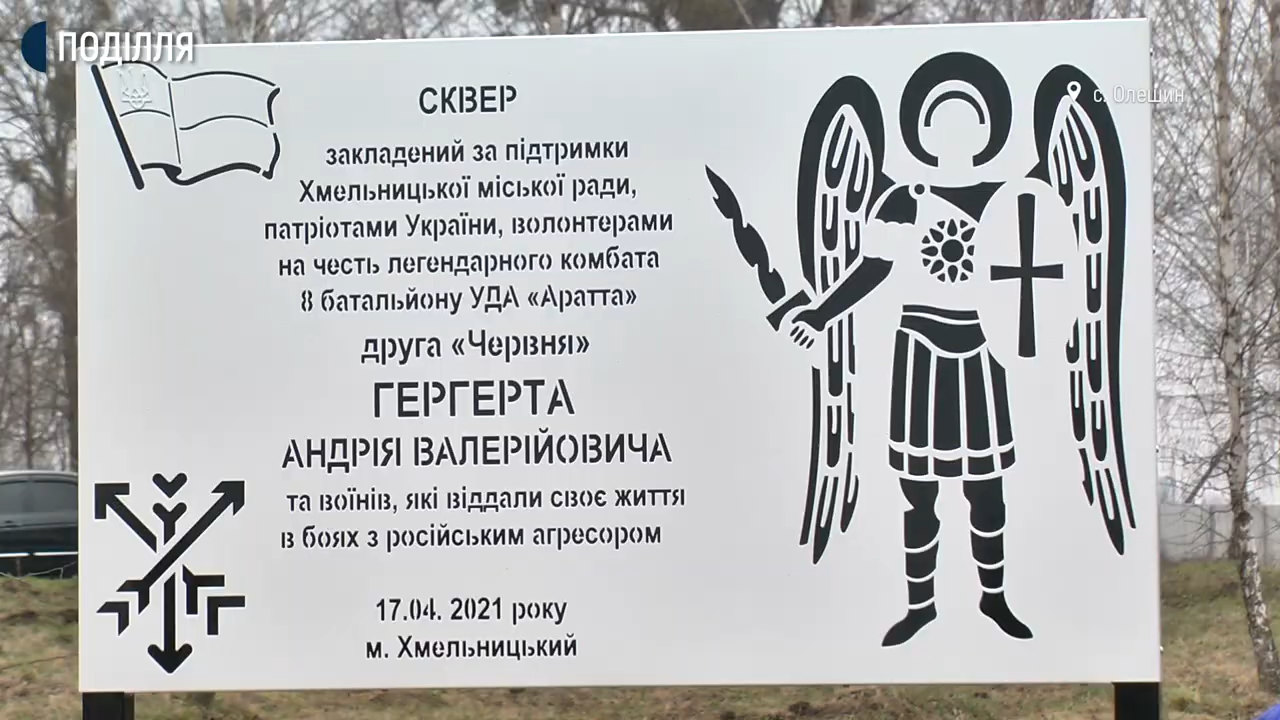 ПОДІЛЛЯ
с. Олешин
СКВЕР
закладений за підтримки
Хмельницької міської ради,
патріотами України, волонтерами
на честь легендарного комбата
8 батальйону УДА «Аратта»
друга «Червня»
ГЕРГЕРТА
АНДРІЯ ВАЛЕРІЙОВИЧА
та воїнів, які віддали своє життя
в боях з російським агресором
17.04. 2021 року
м. Хмельницький